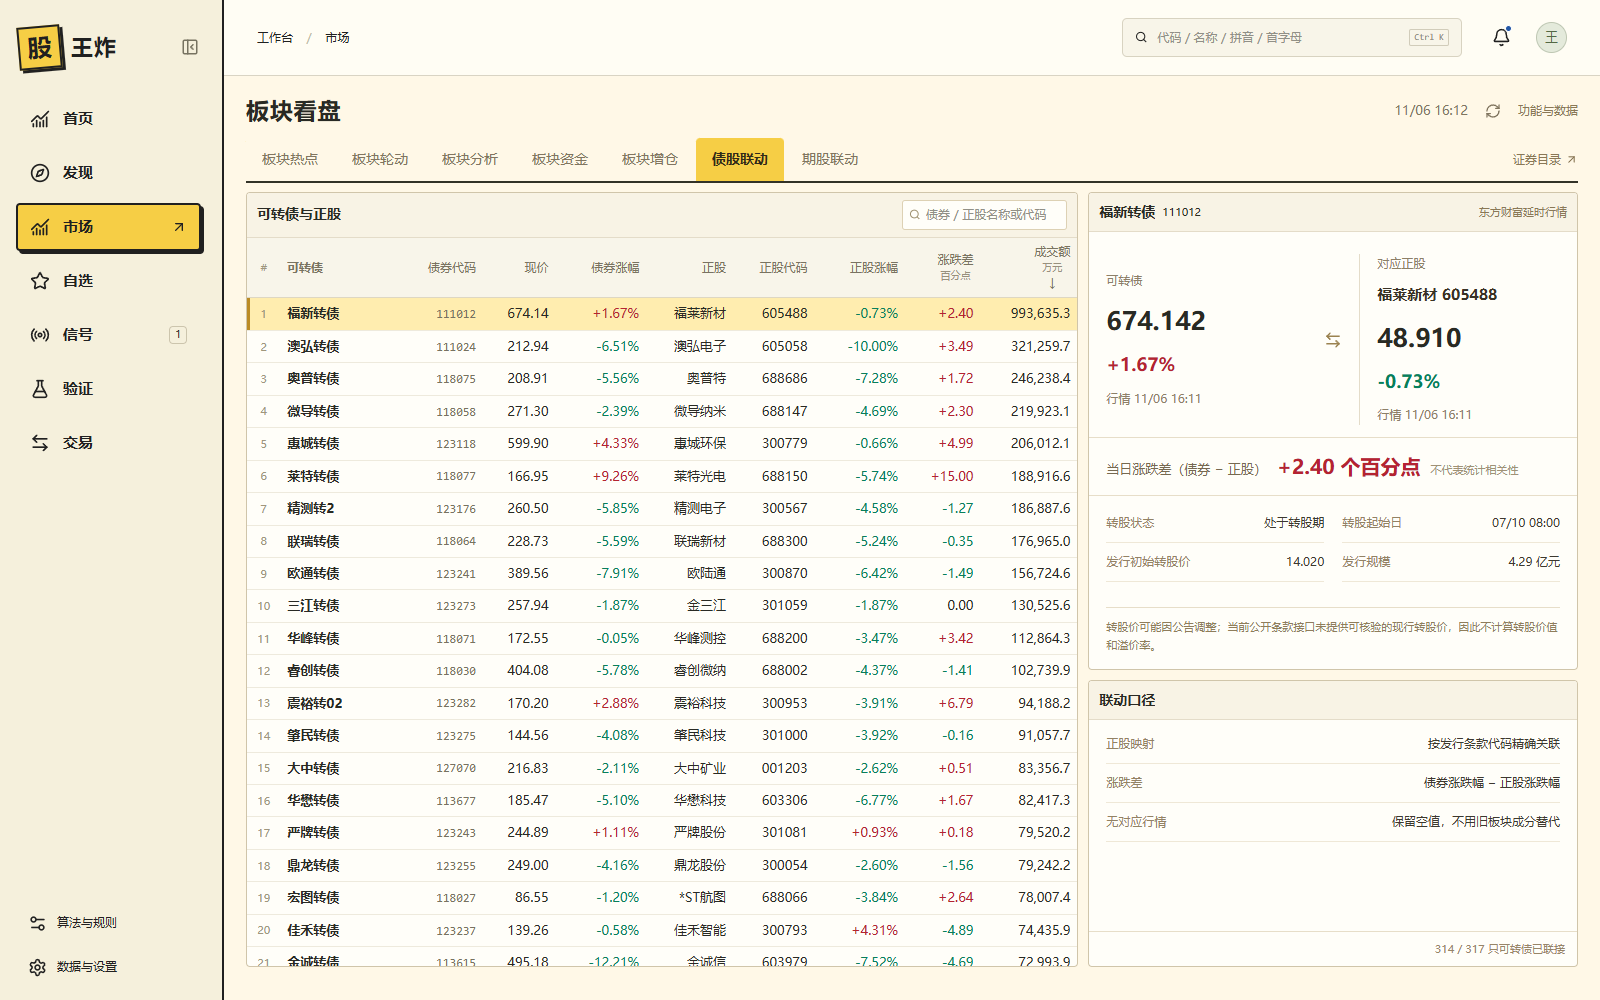 股 王炸
首页
发现
市场
自选
信号 1
验证
交易
算法与规则
数据与设置
工作台 / 市场
代码 / 名称 / 拼音 / 首字母 Ctrl K
王
板块看盘
11/06 16:12 功能与数据
板块热点 板块轮动 板块分析 板块资金 板块增仓 债股联动 期股联动
证券目录
可转债与正股
债券 / 正股名称或代码
# 可转债 债券代码 现价 债券涨幅 正股 正股代码 正股涨幅 涨跌差 百分点 成交额 万元 ↓
1 福新转债 111012 674.14 +1.67% 福莱新材 605488 -0.73% +2.40 993,635.3
2 澳弘转债 111024 212.94 -6.51% 澳弘电子 605058 -10.00% +3.49 321,259.7
3 奥普转债 118075 208.91 -5.56% 奥普特 688686 -7.28% +1.72 246,238.4
4 微导转债 118058 271.30 -2.39% 微导纳米 688147 -4.69% +2.30 219,923.1
5 惠城转债 123118 599.90 +4.33% 惠城环保 300779 -0.66% +4.99 206,012.1
6 莱特转债 118077 166.95 +9.26% 莱特光电 688150 -5.74% +15.00 188,916.6
7 精测转2 123176 260.50 -5.85% 精测电子 300567 -4.58% -1.27 186,887.6
8 联瑞转债 118064 228.73 -5.59% 联瑞新材 688300 -5.24% -0.35 176,965.0
9 欧通转债 123241 389.56 -7.91% 欧陆通 300870 -6.42% -1.49 156,724.6
10 三江转债 123273 257.94 -1.87% 金三江 301059 -1.87% 0.00 130,525.6
11 华峰转债 118071 172.55 -0.05% 华峰测控 688200 -3.47% +3.42 112,864.3
12 睿创转债 118030 404.08 -5.78% 睿创微纳 688002 -4.37% -1.41 102,739.9
13 震裕转02 123282 170.20 +2.88% 震裕科技 300953 -3.91% +6.79 94,188.2
14 肇民转债 123275 144.56 -4.08% 肇民科技 301000 -3.92% -0.16 91,057.7
15 大中转债 127070 216.83 -2.11% 大中矿业 001203 -2.62% +0.51 83,356.7
16 华懋转债 113677 185.47 -5.10% 华懋科技 603306 -6.77% +1.67 82,417.3
17 严牌转债 123243 244.89 +1.11% 严牌股份 301081 +0.93% +0.18 79,520.2
18 鼎龙转债 123255 249.00 -4.16% 鼎龙股份 300054 -2.60% -1.56 79,242.2
19 宏图转债 118027 86.55 -1.20% *ST航图 688066 -3.84% +2.64 78,007.4
20 佳禾转债 123237 139.26 -0.58% 佳禾智能 300793 +4.31% -4.89 74,435.9
21 金诚转债 113615 495.18 -12.21% 金诚信 603979 -7.52% -4.69 72,993.9
福新转债 111012 东方财富延时行情
可转债
674.142
+1.67%
行情 11/06 16:11
对应正股
福莱新材 605488
48.910
-0.73%
行情 11/06 16:11
当日涨跌差（债券 − 正股） +2.40 个百分点 不代表统计相关性
转股状态 处于转股期 转股起始日 07/10 08:00
发行初始转股价 14.020 发行规模 4.29 亿元
转股价可能因公告调整；当前公开条款接口未提供可核验的现行转股价，因此不计算转股价值
和溢价率。
联动口径
正股映射 按发行条款代码精确关联
涨跌差 债券涨跌幅 − 正股涨跌幅
无对应行情 保留空值，不用旧板块成分替代
314 / 317 只可转债已联接